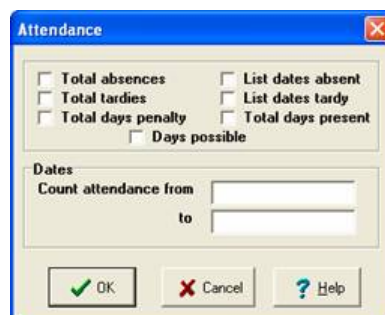 Attendance
Total absences List dates absent
Total tardies List dates tardy
Total days penalty Total days present
Days possible
Dates
Count attendance from
to
OK Cancel Help